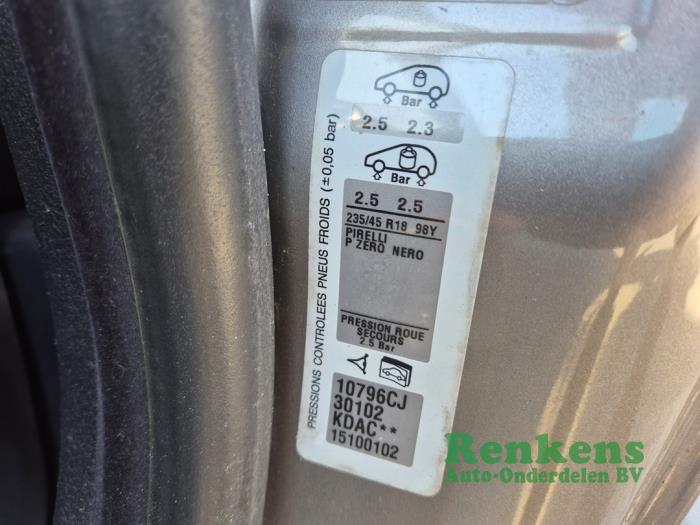 Bar
2.5 2.3
Bar
2.5 2.5
235/45 R18 98Y
PIRELLI
P ZERO NERO
PRESSION ROUE
SECOURS
2.5 Bar
PRESSIONS CONTROLEES PNEUS FROIDS (±0,05 bar)
10796CJ
30102
KDAC**
15100102
Renkens
Auto-Onderdelen BV